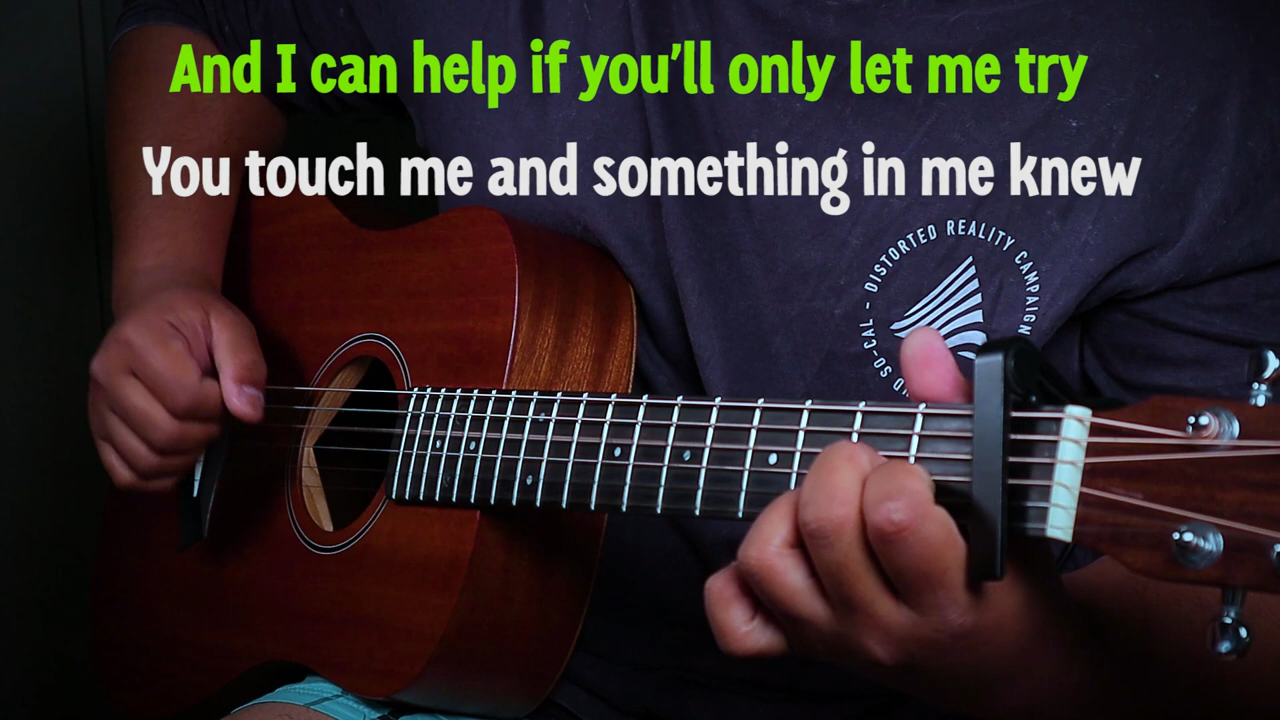 And I can help if you'll only let me try
You touch me and something in me knew
SO-CAL – DISTORTED REALITY CAMPAIGN